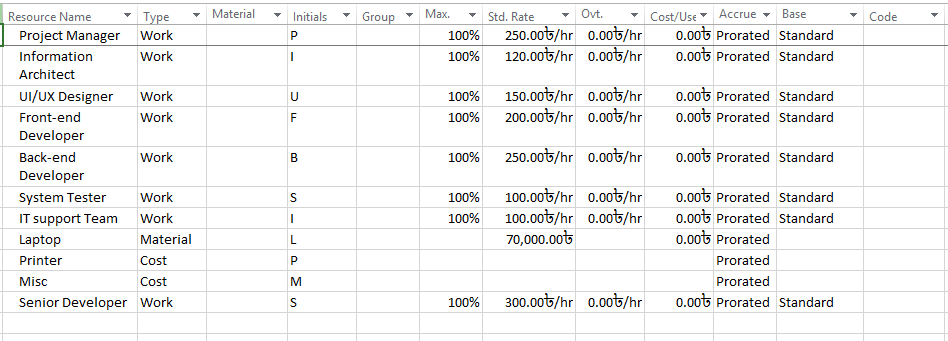 Resource Name Type Material Initials Group Max. Std. Rate Ovt. Cost/Use Accrue Base Code
Project Manager Work P 100% 250.00৳/hr 0.00৳/hr 0.00৳ Prorated Standard
Information Work I 100% 120.00৳/hr 0.00৳/hr 0.00৳ Prorated Standard
Architect
UI/UX Designer Work U 100% 150.00৳/hr 0.00৳/hr 0.00৳ Prorated Standard
Front-end Work F 100% 200.00৳/hr 0.00৳/hr 0.00৳ Prorated Standard
Developer
Back-end Work B 100% 250.00৳/hr 0.00৳/hr 0.00৳ Prorated Standard
Developer
System Tester Work S 100% 100.00৳/hr 0.00৳/hr 0.00৳ Prorated Standard
IT support Team Work I 100% 100.00৳/hr 0.00৳/hr 0.00৳ Prorated Standard
Laptop Material L 70,000.00৳ 0.00৳ Prorated
Printer Cost P Prorated
Misc Cost M Prorated
Senior Developer Work S 100% 300.00৳/hr 0.00৳/hr 0.00৳ Prorated Standard